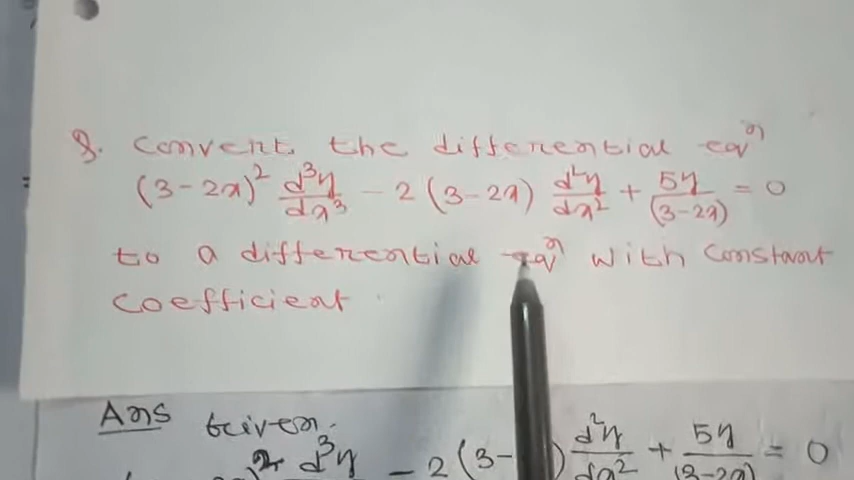 Q. Convert the differential eqⁿ
(3-2x)² d³y/dx³ - 2(3-2x) d²y/dx² + 5y/(3-2x) = 0
to a differential eqⁿ with constant
coefficient
Ans Given.
2 d³y - 2(3- ) d²y/dx² + 5y/(3-2x) = 0